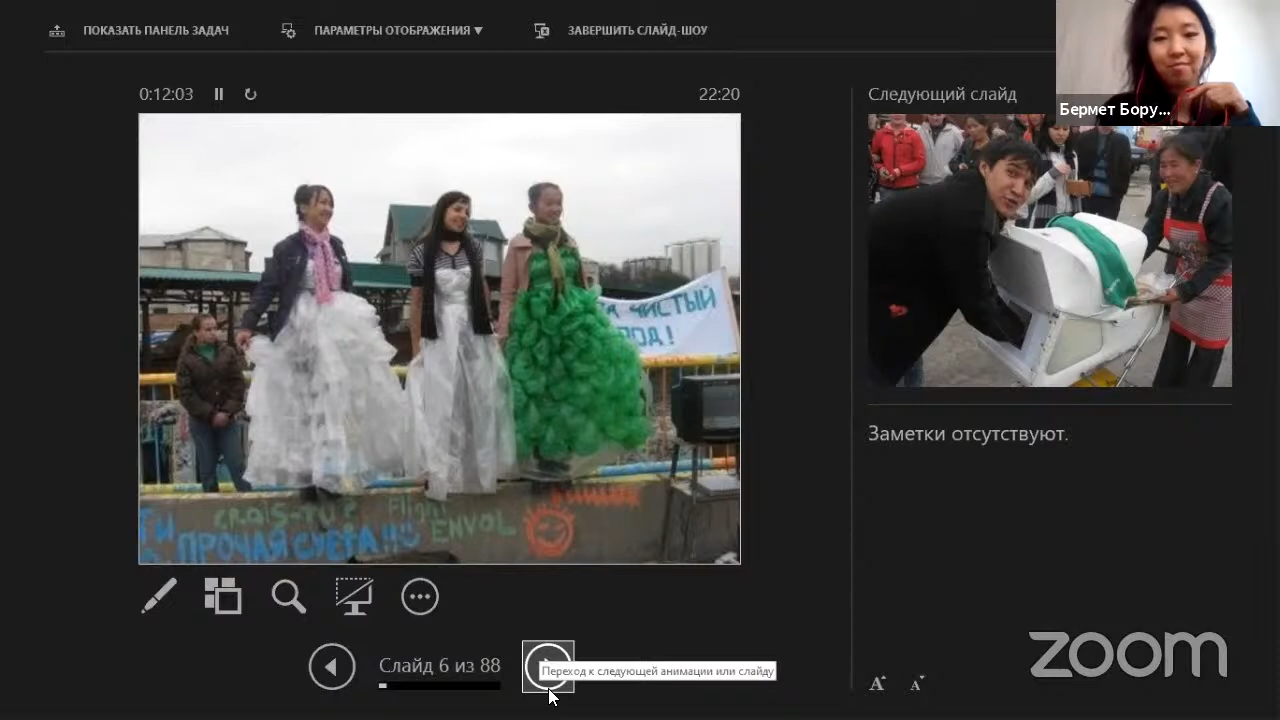 ПОКАЗАТЬ ПАНЕЛЬ ЗАДАЧ
ПАРАМЕТРЫ ОТОБРАЖЕНИЯ ▼
ЗАВЕРШИТЬ СЛАЙД-ШОУ
Бермет Бору...
0:12:03
22:20
Следующий слайд
ЧИСТЫЙ
ПРОЧАЯ СУЕТА!!!
ENVOL
Заметки отсутствуют.
Слайд 6 из 88
Переход к следующей анимации или слайду
zoom
A A